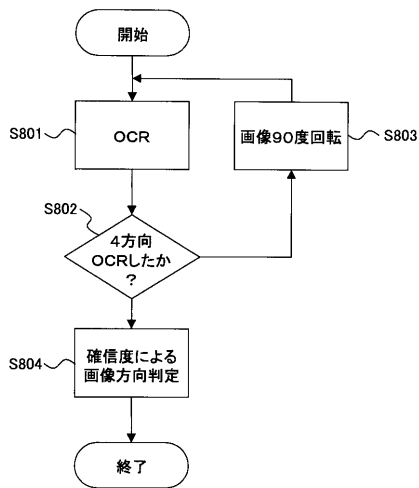 開始
S801
OCR
画像90度回転
S803
S802
4方向
OCRしたか
?
S804
確信度による
画像方向判定
終了